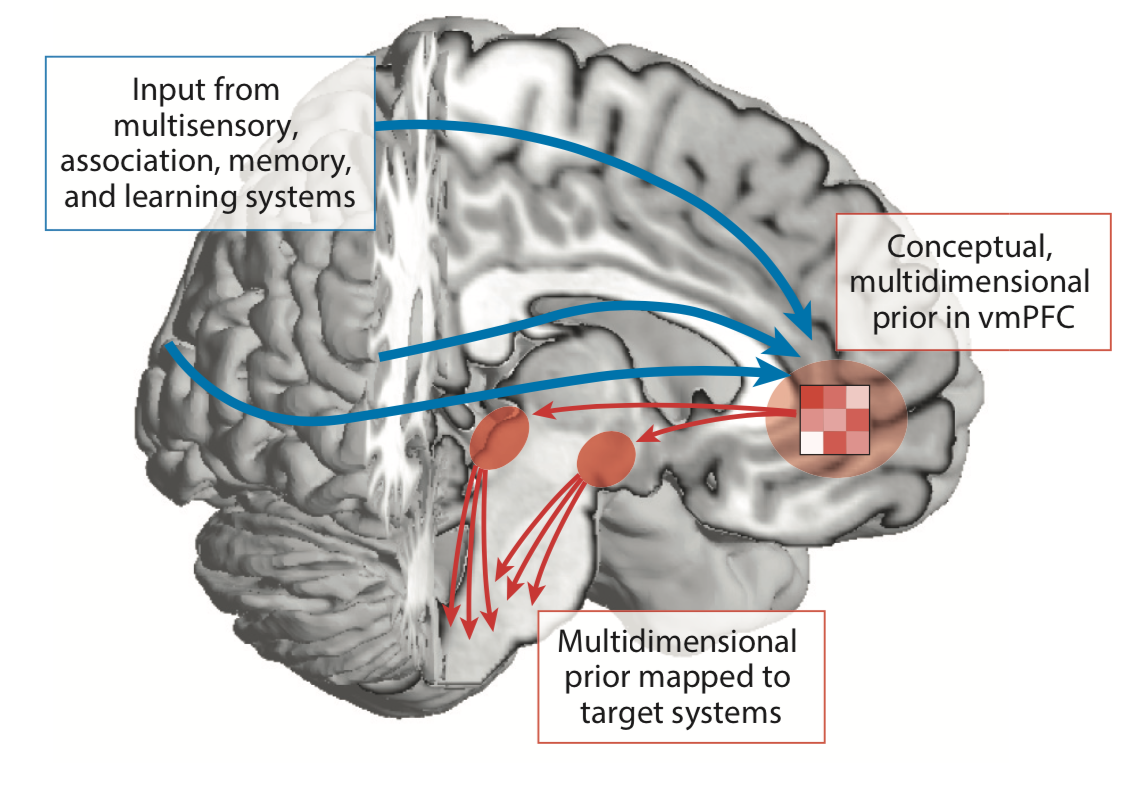 Input from
multisensory,
association, memory,
and learning systems
Conceptual,
multidimensional
prior in vmPFC
Multidimensional
prior mapped to
target systems